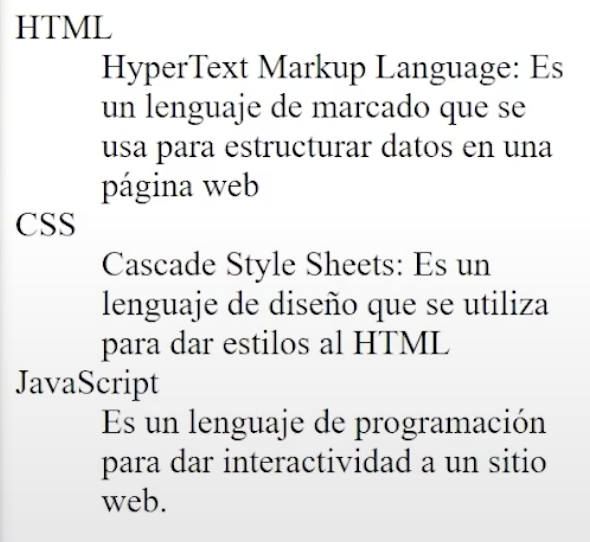 HTML
HyperText Markup Language: Es
un lenguaje de marcado que se
usa para estructurar datos en una
página web
CSS
Cascade Style Sheets: Es un
lenguaje de diseño que se utiliza
para dar estilos al HTML
JavaScript
Es un lenguaje de programación
para dar interactividad a un sitio
web.